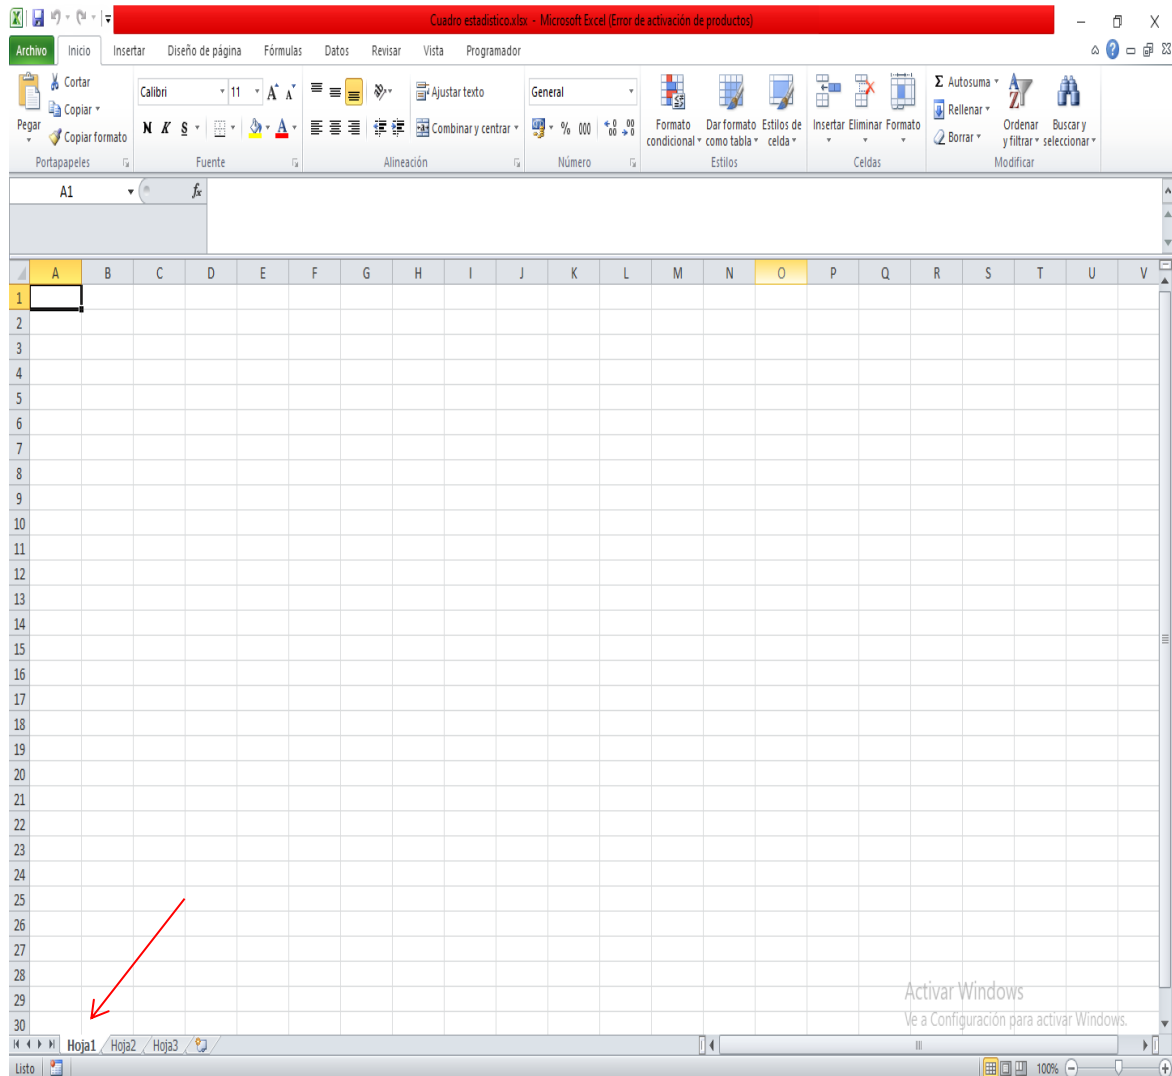 Cuadro estadistico.xlsx - Microsoft Excel (Error de activación de productos)
Archivo Inicio Insertar Diseño de página Fórmulas Datos Revisar Vista Programador
Pegar
Cortar
Copiar
Copiar formato
Portapapeles
Calibri 11
N K S
Fuente
Ajustar texto
Combinar y centrar
Alineación
General
% 000
Número
Formato condicional
Dar formato como tabla
Estilos de celda
Estilos
Insertar Eliminar Formato
Celdas
Σ Autosuma
Rellenar
Borrar
Ordenar y filtrar
Buscar y seleccionar
Modificar
A1 fx
A B C D E F G H I J K L M N O P Q R S T U V
1
2
3
4
5
6
7
8
9
10
11
12
13
14
15
16
17
18
19
20
21
22
23
24
25
26
27
28
29
30
Activar Windows
Ve a Configuración para activar Windows.
Hoja1 Hoja2 Hoja3
Listo 100%